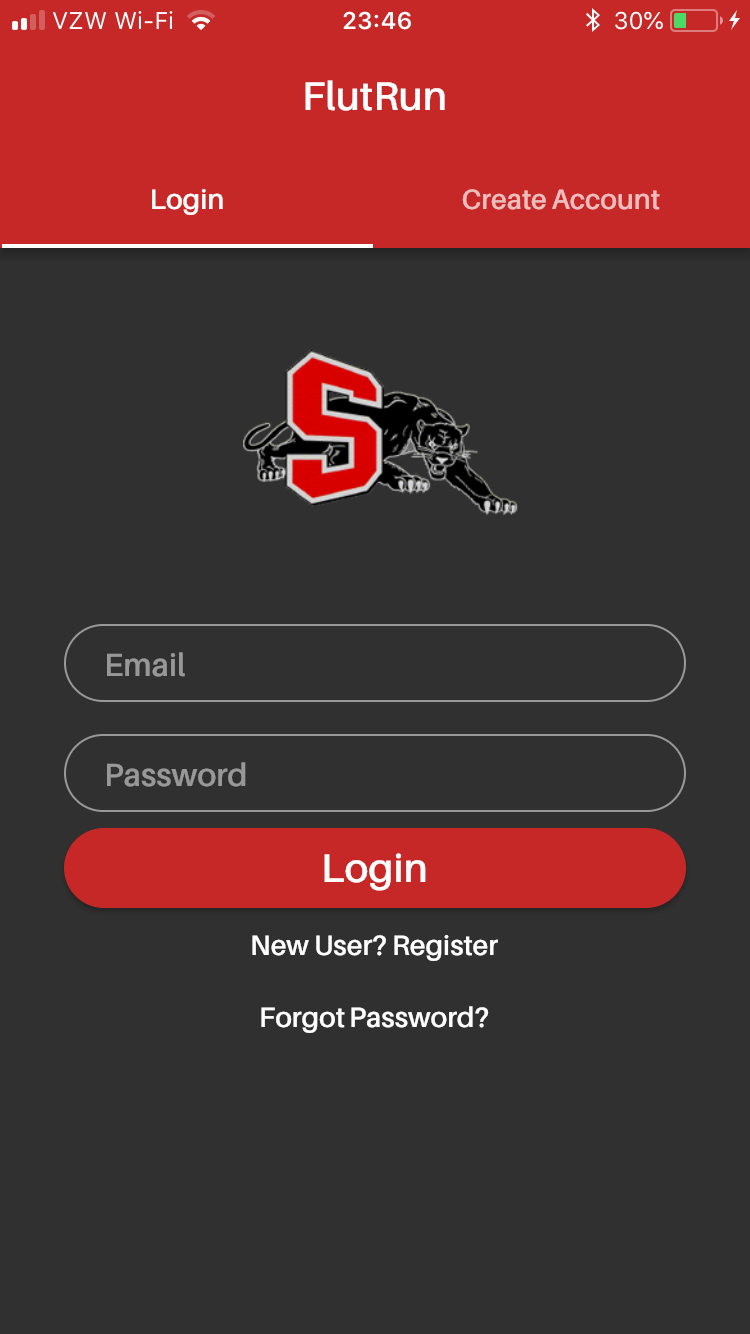 VZW Wi-Fi 23:46 30%
FlutRun
Login Create Account
S
Email
Password
Login
New User? Register
Forgot Password?